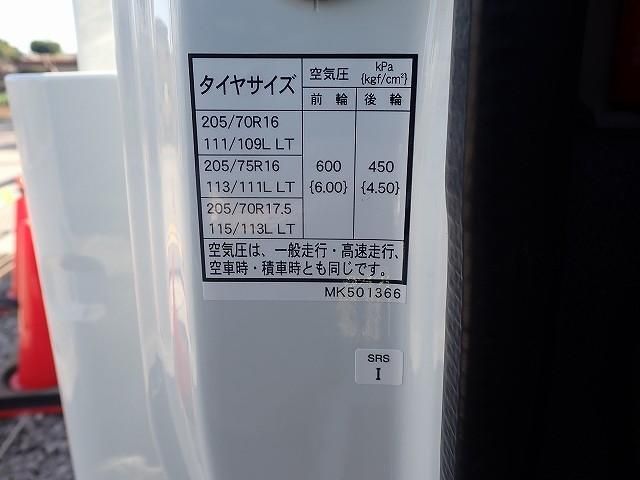 タイヤサイズ 空気圧 kPa {kgf/cm²}
前輪 後輪
205/70R16
111/109L LT
205/75R16 600 450
113/111L LT {6.00} {4.50}
205/70R17.5
115/113L LT
空気圧は、一般走行・高速走行、
空車時・積車時とも同じです。
MK501366
SRS
I